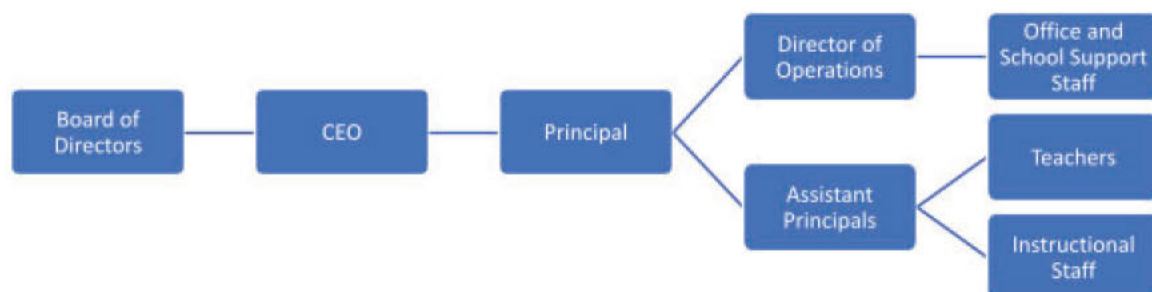 Board of
Directors
CEO
Principal
Director of
Operations
Assistant
Principals
Office and
School Support
Staff
Teachers
Instructional
Staff